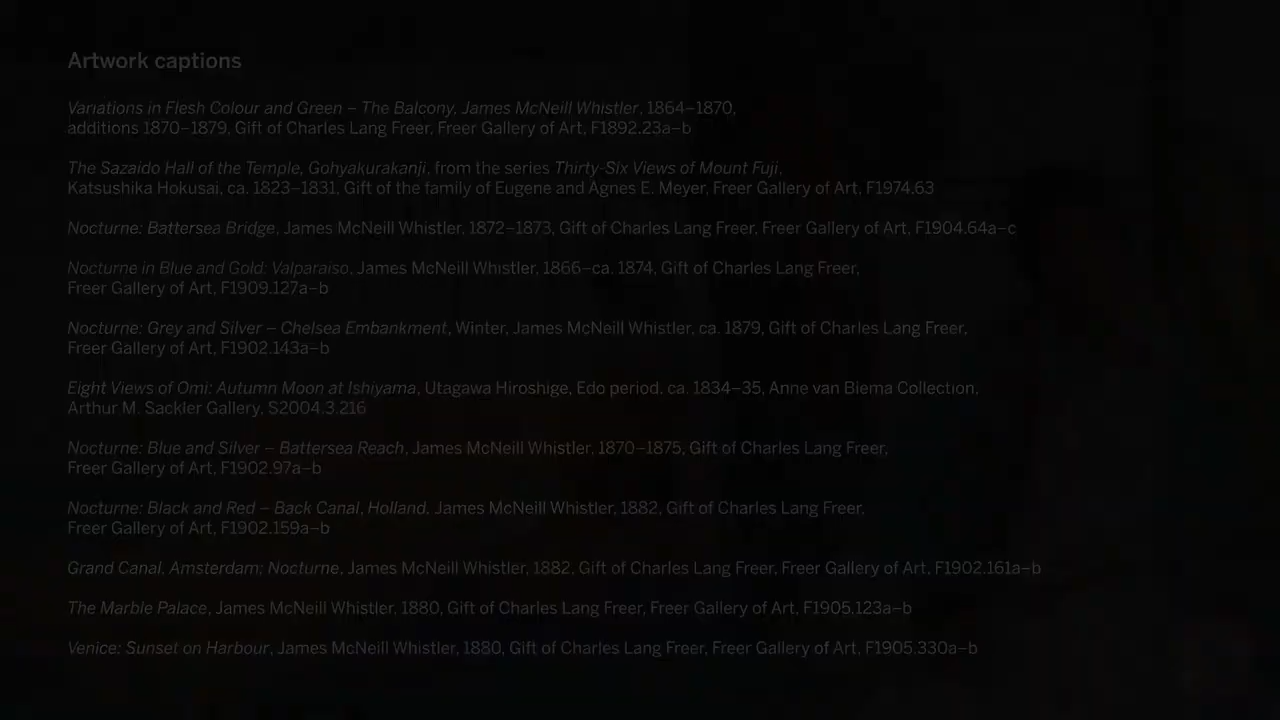 Artwork captions
Variations in Flesh Colour and Green – The Balcony, James McNeill Whistler, 1864–1870,
additions 1870–1879, Gift of Charles Lang Freer, Freer Gallery of Art, F1892.23a–b
The Sazaido Hall of the Temple, Gohyakurakanji, from the series Thirty-Six Views of Mount Fuji,
Katsushika Hokusai, ca. 1823–1831, Gift of the family of Eugene and Agnes E. Meyer, Freer Gallery of Art, F1974.63
Nocturne: Battersea Bridge, James McNeill Whistler, 1872–1873, Gift of Charles Lang Freer, Freer Gallery of Art, F1904.64a–c
Nocturne in Blue and Gold: Valparaiso, James McNeill Whistler, 1866–ca. 1874, Gift of Charles Lang Freer,
Freer Gallery of Art, F1909.127a–b
Nocturne: Grey and Silver – Chelsea Embankment, Winter, James McNeill Whistler, ca. 1879, Gift of Charles Lang Freer,
Freer Gallery of Art, F1902.143a–b
Eight Views of Omi: Autumn Moon at Ishiyama, Utagawa Hiroshige, Edo period, ca. 1834–35, Anne van Biema Collection,
Arthur M. Sackler Gallery, S2004.3.216
Nocturne: Blue and Silver – Battersea Reach, James McNeill Whistler, 1870–1875, Gift of Charles Lang Freer,
Freer Gallery of Art, F1902.97a–b
Nocturne: Black and Red – Back Canal, Holland, James McNeill Whistler, 1882, Gift of Charles Lang Freer,
Freer Gallery of Art, F1902.159a–b
Grand Canal, Amsterdam; Nocturne, James McNeill Whistler, 1882, Gift of Charles Lang Freer, Freer Gallery of Art, F1902.161a–b
The Marble Palace, James McNeill Whistler, 1880, Gift of Charles Lang Freer, Freer Gallery of Art, F1905.123a–b
Venice: Sunset on Harbour, James McNeill Whistler, 1880, Gift of Charles Lang Freer, Freer Gallery of Art, F1905.330a–b